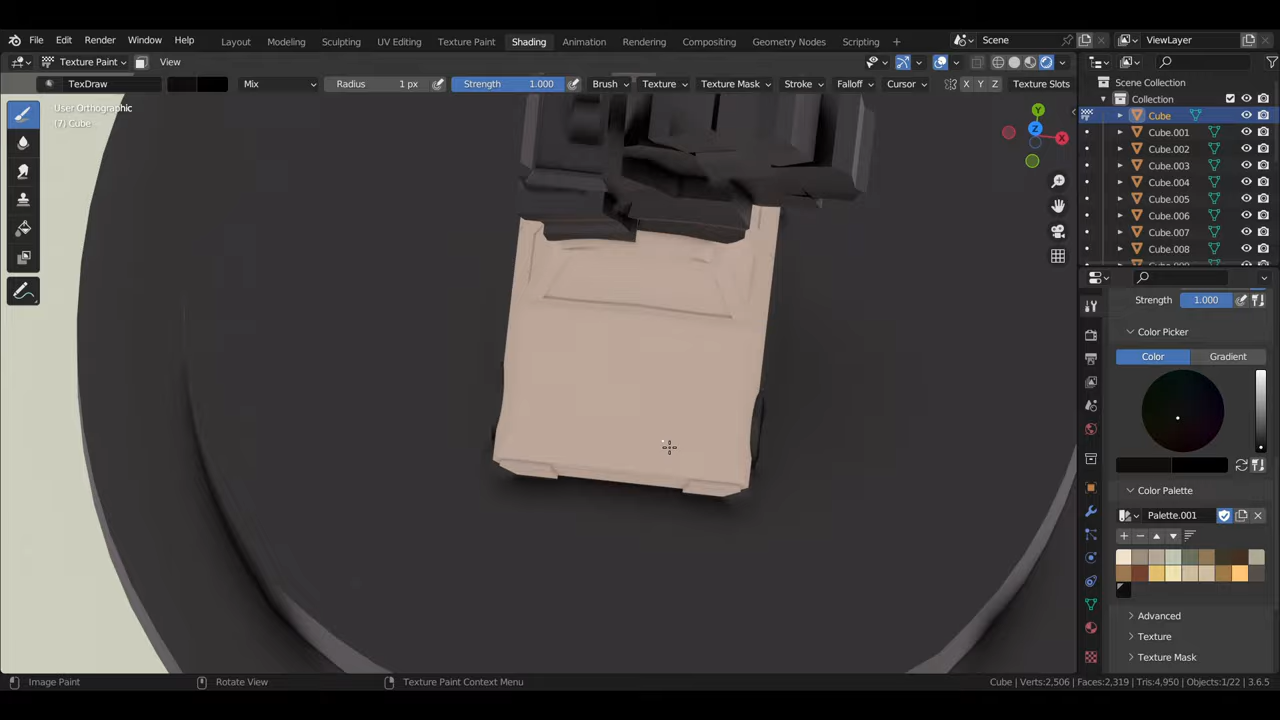 File Edit Render Window Help Layout Modeling Sculpting UV Editing Texture Paint Shading Animation Rendering Compositing Geometry Nodes Scripting + Scene ViewLayer
Texture Paint View
TexDraw Mix Radius 1 px Strength 1.000 Brush Texture Texture Mask Stroke Falloff Cursor X Y Z Texture Slots
User Orthographic
(7) Cube
Y
Z
X
Scene Collection
Collection
Cube
Cube.001
Cube.002
Cube.003
Cube.004
Cube.005
Cube.006
Cube.007
Cube.008
Strength 1.000
Color Picker
Color Gradient
Color Palette
Palette.001
Advanced
Texture
Texture Mask
Image Paint Rotate View Texture Paint Context Menu Cube | Verts:2,506 | Faces:2,319 | Tris:4,950 | Objects:1/22 | 3.6.5